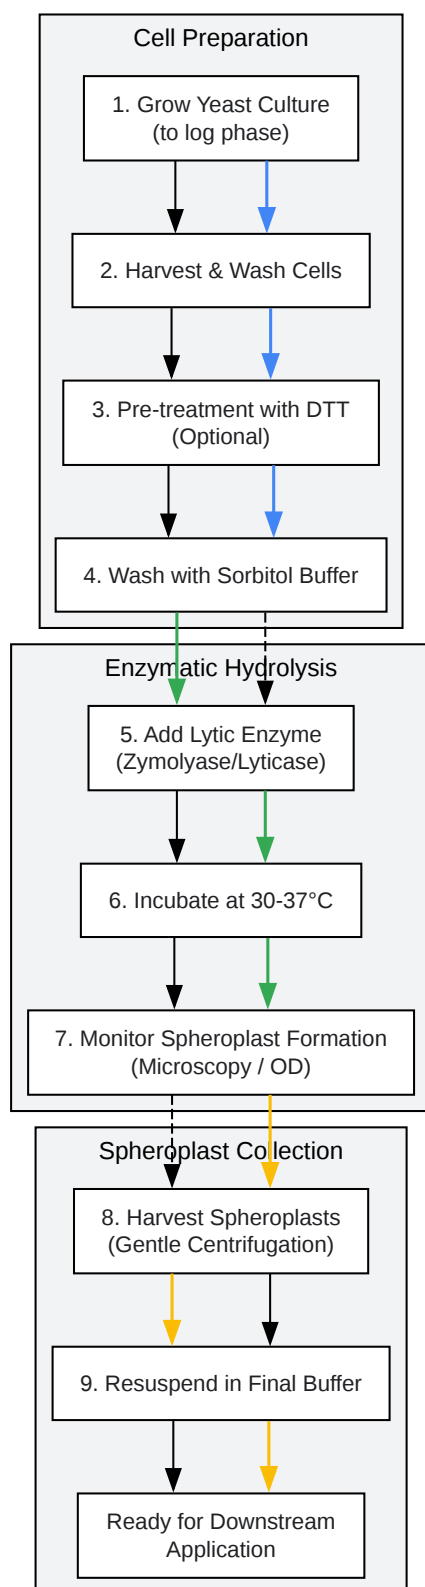 Cell Preparation
1. Grow Yeast Culture
(to log phase)
2. Harvest & Wash Cells
3. Pre-treatment with DTT
(Optional)
4. Wash with Sorbitol Buffer
Enzymatic Hydrolysis
5. Add Lytic Enzyme
(Zymolyase/Lyticase)
6. Incubate at 30-37°C
7. Monitor Spheroplast Formation
(Microscopy / OD)
Spheroplast Collection
8. Harvest Spheroplasts
(Gentle Centrifugation)
9. Resuspend in Final Buffer
Ready for Downstream
Application